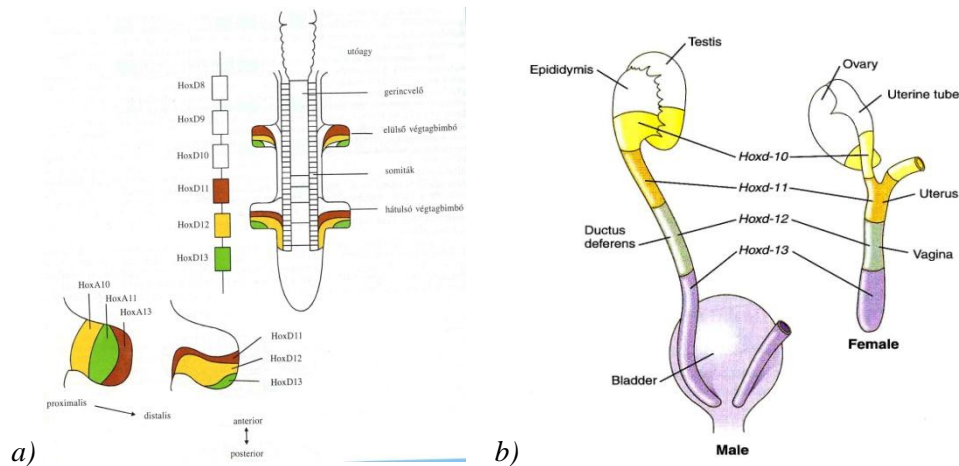 HoxD8
HoxD9
HoxD10
HoxD11
HoxD12
HoxD13
utóagy
gerincvelő
elülső végtagbimbó
somiták
hátulsó végtagbimbó
HoxA10
HoxA11
HoxA13
HoxD11
HoxD12
HoxD13
proximalis
distalis
anterior
posterior
a)
Testis
Epididymis
Ovary
Uterine tube
Hoxd-10
Hoxd-11
Uterus
Hoxd-12
Ductus
deferens
Vagina
Hoxd-13
Female
Bladder
Male
b)